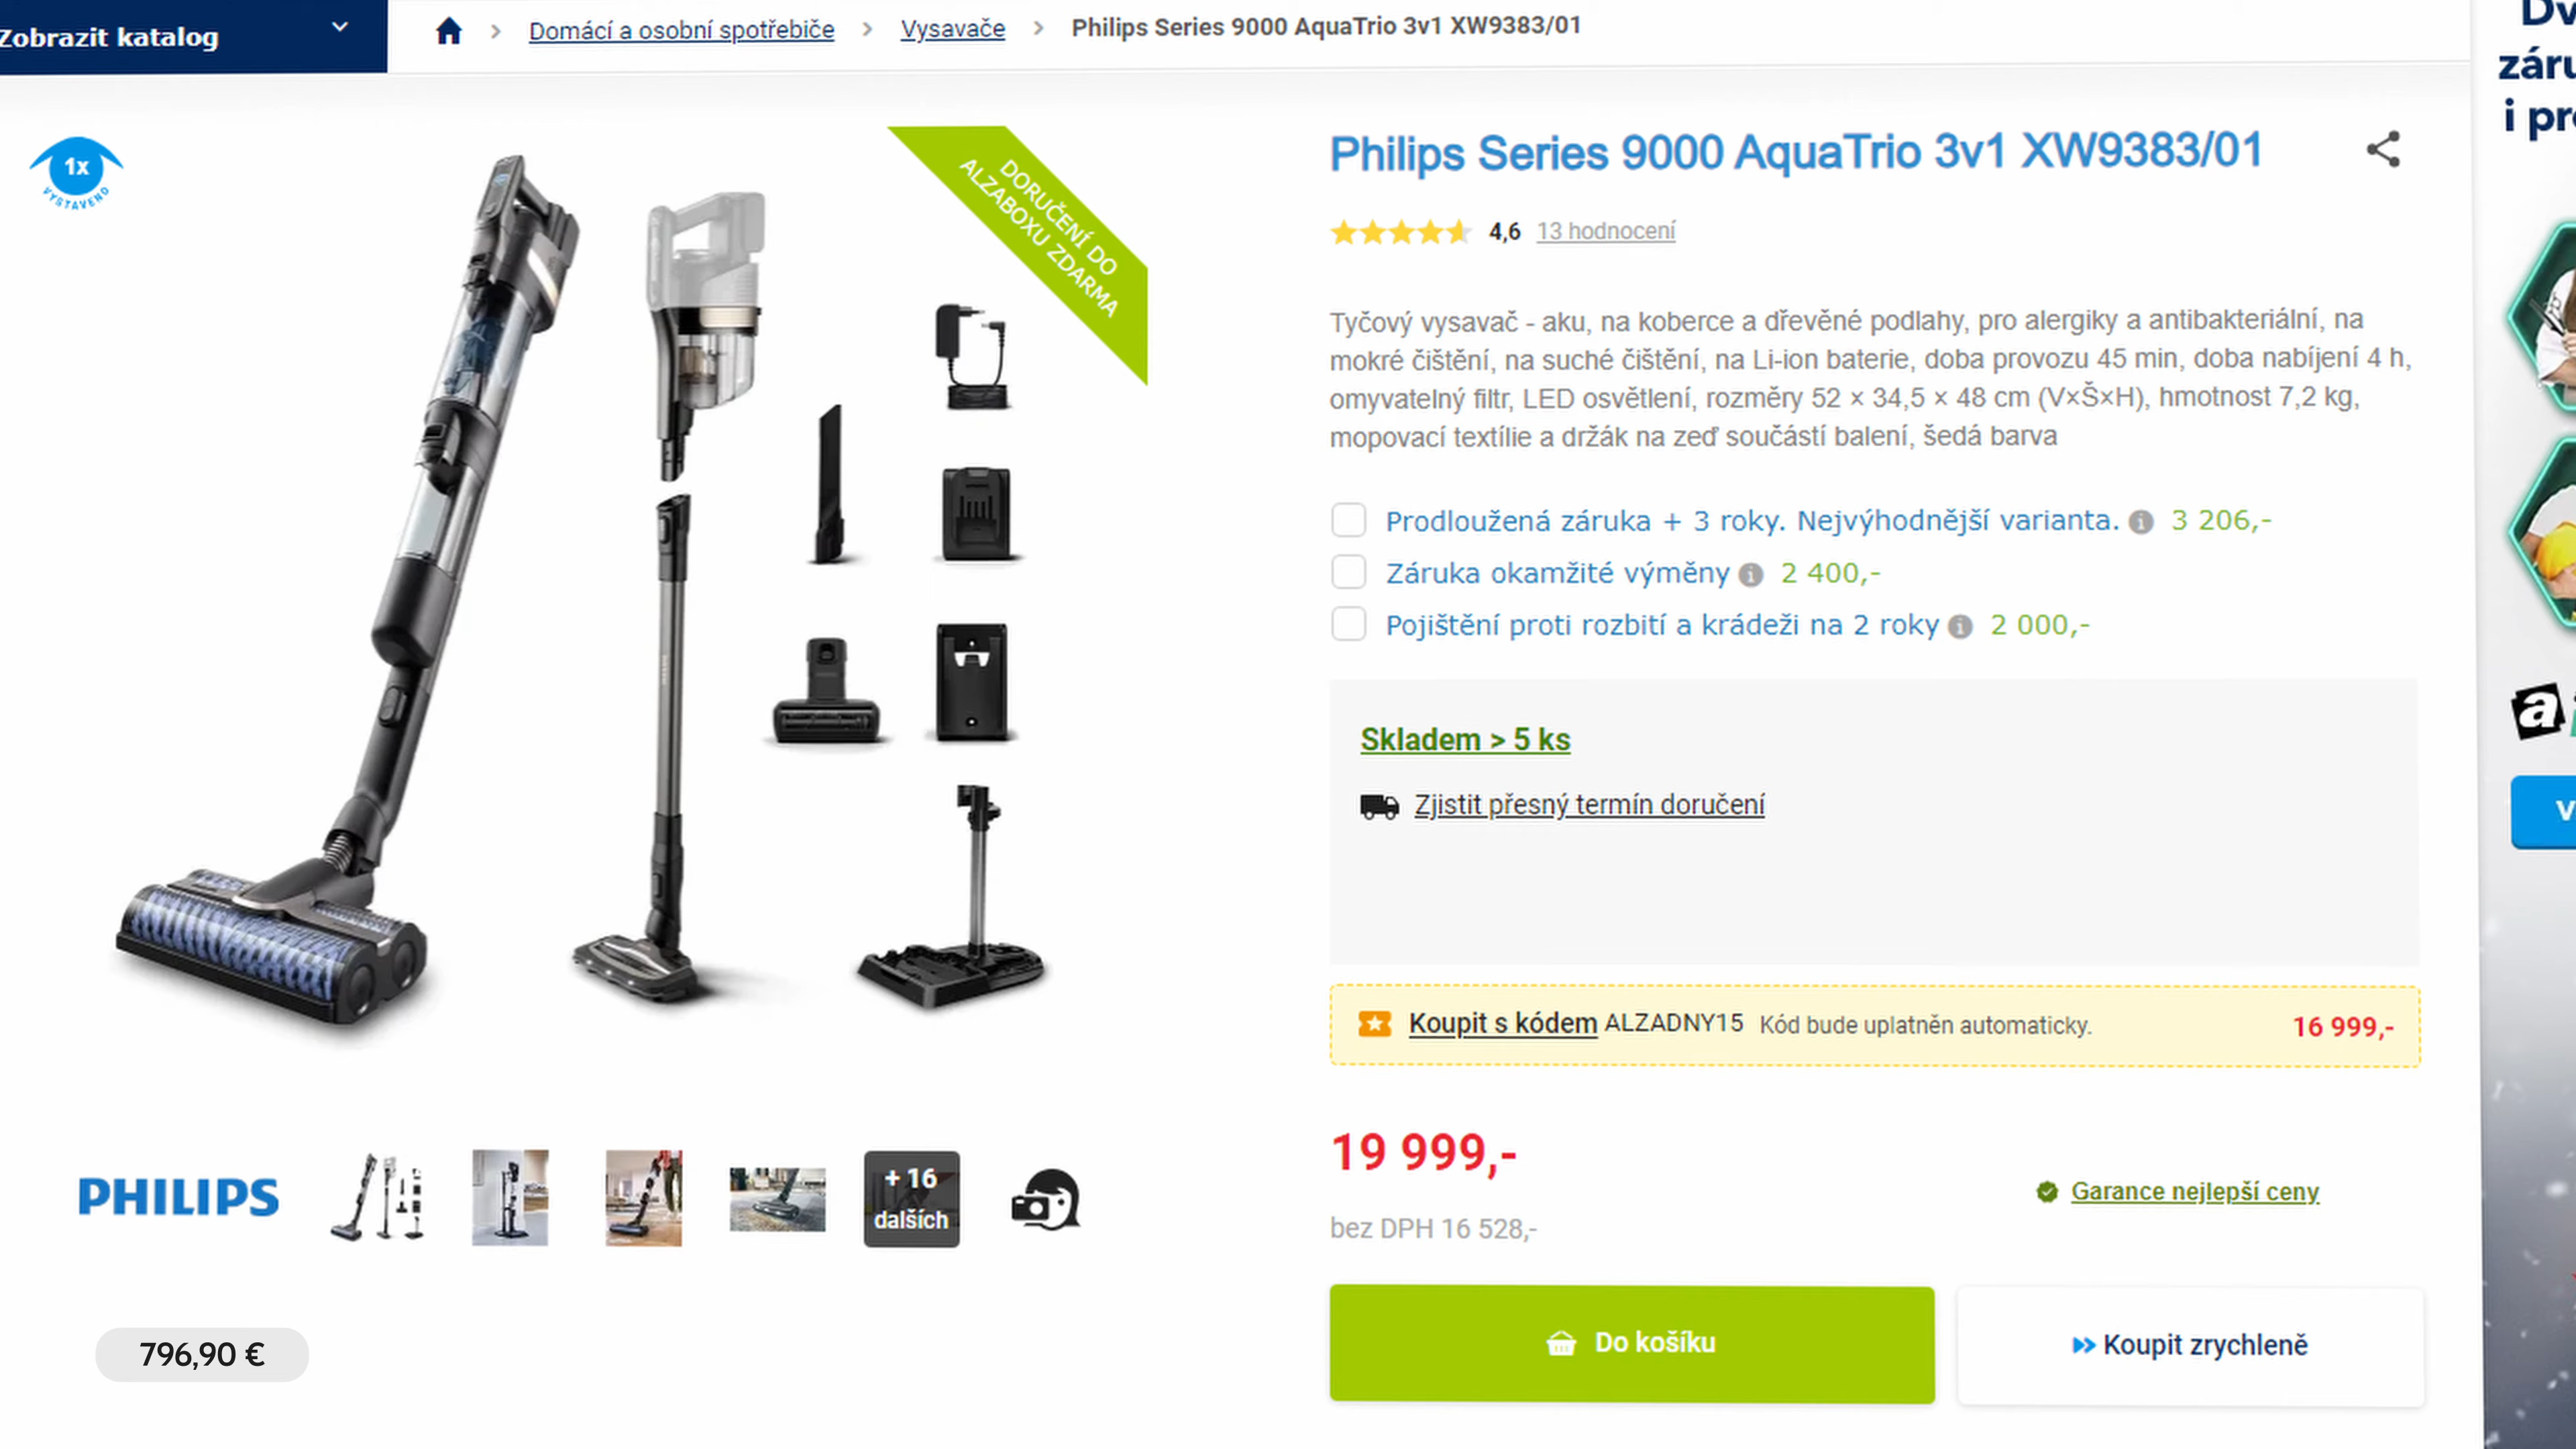 Zobrazit katalog
Domácí a osobní spotřebiče
Vysavače
Philips Series 9000 AquaTrio 3v1 XW9383/01
1x
VYSTAVENO
DORUČENÍ DO
ALZABOXU ZDARMA
Philips Series 9000 AquaTrio 3v1 XW9383/01
4,6 13 hodnocení
Tyčový vysavač - aku, na koberce a dřevěné podlahy, pro alergiky a antibakteriální, na
mokré čištění, na suché čištění, na Li-ion baterie, doba provozu 45 min, doba nabíjení 4 h,
omyvatelný filtr, LED osvětlení, rozměry 52 × 34,5 × 48 cm (V×Š×H), hmotnost 7,2 kg,
mopovací textílie a držák na zeď součástí balení, šedá barva
Prodloužená záruka + 3 roky. Nejvýhodnější varianta. 3 206,-
Záruka okamžité výměny 2 400,-
Pojištění proti rozbití a krádeži na 2 roky 2 000,-
Skladem > 5 ks
Zjistit přesný termín doručení
Koupit s kódem ALZADNY15 Kód bude uplatněn automaticky. 16 999,-
19 999,-
bez DPH 16 528,-
Garance nejlepší ceny
Do košíku
Koupit zrychleně
PHILIPS
+ 16
dalších
796,90 €